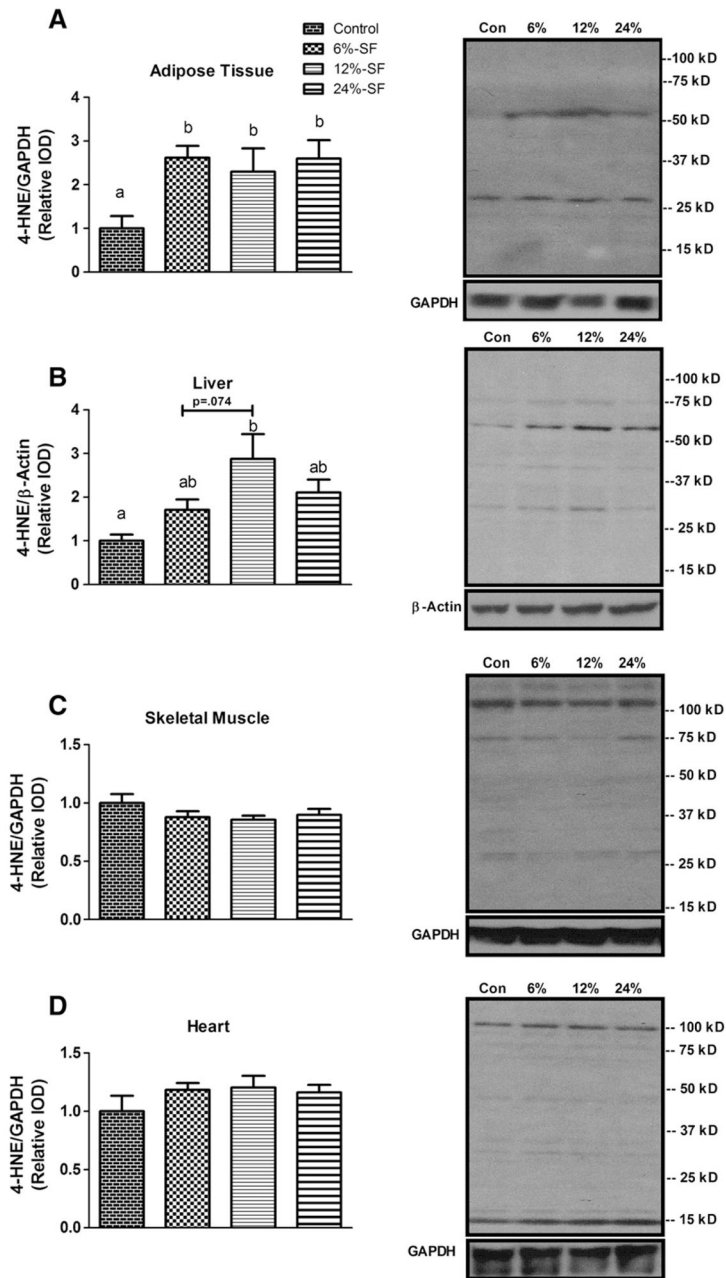 A
Control
6%-SF
12%-SF
24%-SF
Adipose Tissue
4-HNE/GAPDH
(Relative IOD)
4
3
2
1
0
a
b
b
b
Con 6% 12% 24%
--100 kD
--75 kD
--50 kD
-37 kD
-- 25 kD
-- 15 kD
GAPDH
B
Liver
p=.074
4-HNE/β-Actin
(Relative IOD)
4
3
2
1
0
a
ab
b
ab
Con 6% 12% 24%
--100 kD
--75 kD
-- 50 kD
--37 kD
-- 25 kD
-- 15 kD
β-Actin
C
Skeletal Muscle
4-HNE/GAPDH
(Relative IOD)
1.5
1.0
0.5
0.0
Con 6% 12% 24%
-- 100 kD
-- 75 kD
-- 50 kD
-- 37 kD
-- 25 kD
-- 15 kD
GAPDH
D
Heart
4-HNE/GAPDH
(Relative IOD)
1.5
1.0
0.5
0.0
Con 6% 12% 24%
-- 100 kD
-- 75 kD
-- 50 kD
-- 37 kD
-- 25 kD
-- 15 kD
GAPDH